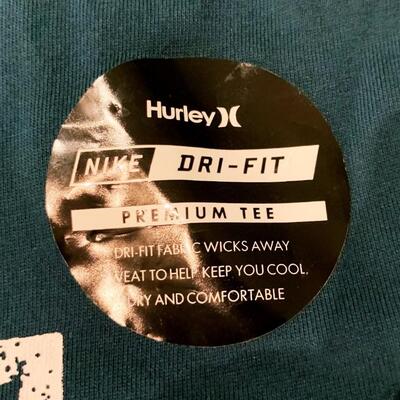 Hurley
NIKE DRI-FIT
PREMIUM TEE
DRI-FIT FABRIC WICKS AWAY
SWEAT TO HELP KEEP YOU COOL,
DRY AND COMFORTABLE